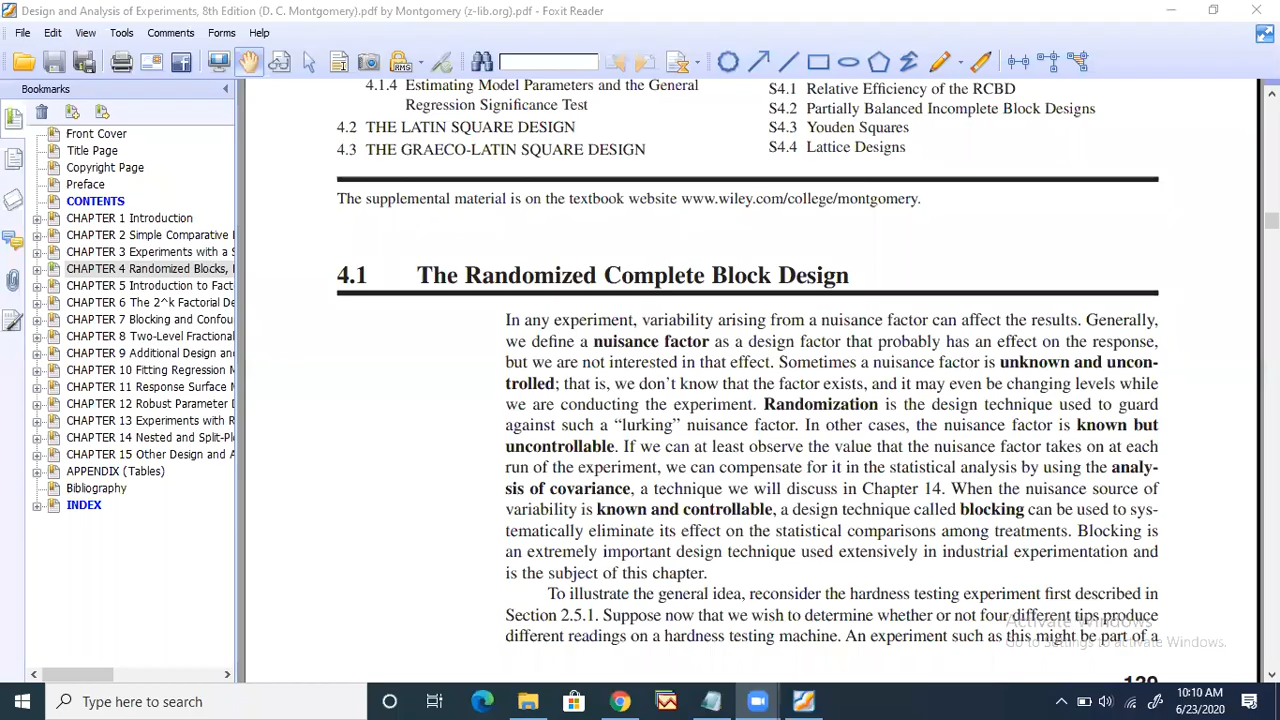 Design and Analysis of Experiments, 8th Edition (D. C. Montgomery).pdf by Montgomery (z-lib.org).pdf - Foxit Reader
File Edit View Tools Comments Forms Help
Bookmarks
Front Cover
Title Page
Copyright Page
Preface
CONTENTS
CHAPTER 1 Introduction
CHAPTER 2 Simple Comparative I
CHAPTER 3 Experiments with a S
CHAPTER 4 Randomized Blocks, I
CHAPTER 5 Introduction to Fact
CHAPTER 6 The 2^k Factorial De
CHAPTER 7 Blocking and Confou
CHAPTER 8 Two-Level Fractional
CHAPTER 9 Additional Design and
CHAPTER 10 Fitting Regression M
CHAPTER 11 Response Surface M
CHAPTER 12 Robust Parameter D
CHAPTER 13 Experiments with R
CHAPTER 14 Nested and Split-Pl
CHAPTER 15 Other Design and A
APPENDIX (Tables)
Bibliography
INDEX
4.1.4 Estimating Model Parameters and the General
Regression Significance Test
4.2 THE LATIN SQUARE DESIGN
4.3 THE GRAECO-LATIN SQUARE DESIGN
S4.1 Relative Efficiency of the RCBD
S4.2 Partially Balanced Incomplete Block Designs
S4.3 Youden Squares
S4.4 Lattice Designs
The supplemental material is on the textbook website www.wiley.com/college/montgomery.
4.1 The Randomized Complete Block Design
In any experiment, variability arising from a nuisance factor can affect the results. Generally,
we define a nuisance factor as a design factor that probably has an effect on the response,
but we are not interested in that effect. Sometimes a nuisance factor is unknown and uncon-
trolled; that is, we don't know that the factor exists, and it may even be changing levels while
we are conducting the experiment. Randomization is the design technique used to guard
against such a “lurking” nuisance factor. In other cases, the nuisance factor is known but
uncontrollable. If we can at least observe the value that the nuisance factor takes on at each
run of the experiment, we can compensate for it in the statistical analysis by using the analy-
sis of covariance, a technique we will discuss in Chapter 14. When the nuisance source of
variability is known and controllable, a design technique called blocking can be used to sys-
tematically eliminate its effect on the statistical comparisons among treatments. Blocking is
an extremely important design technique used extensively in industrial experimentation and
is the subject of this chapter.
To illustrate the general idea, reconsider the hardness testing experiment first described in
Section 2.5.1. Suppose now that we wish to determine whether or not four different tips produce
different readings on a hardness testing machine. An experiment such as this might be part of a
139
Activate Windows
Go to Settings to activate Windows.
Type here to search
10:10 AM
6/23/2020